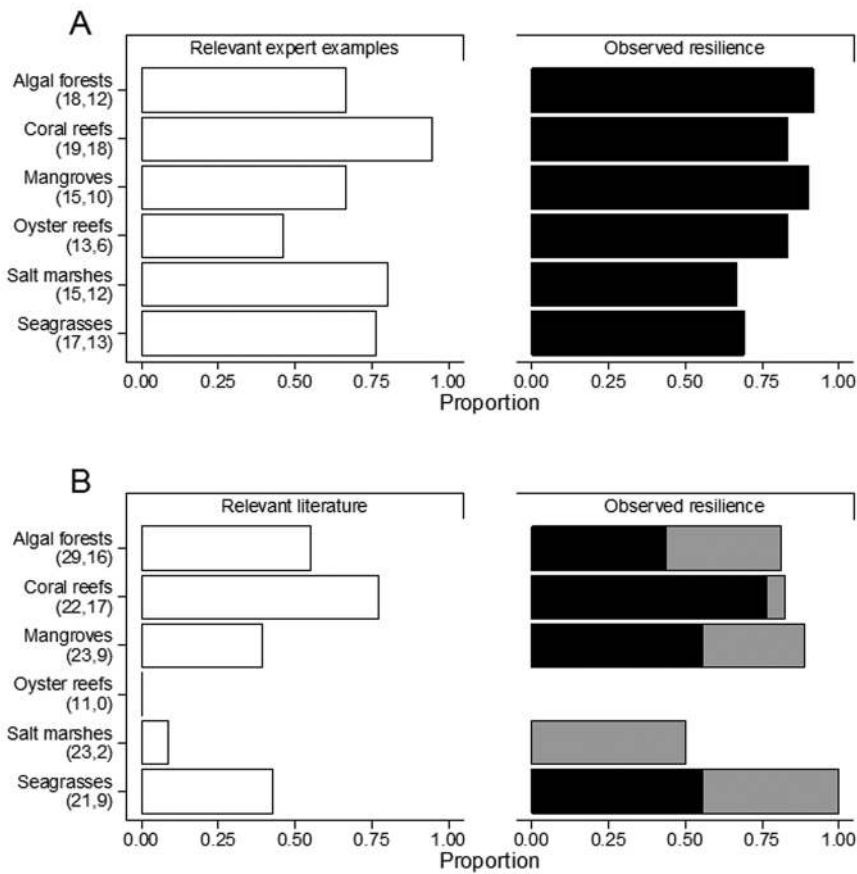 A
Relevant expert examples
Observed resilience
Algal forests
(18,12)
Coral reefs
(19,18)
Mangroves
(15,10)
Oyster reefs
(13,6)
Salt marshes
(15,12)
Seagrasses
(17,13)
0.00 0.25 0.50 0.75 1.00
0.00 0.25 0.50 0.75 1.00
Proportion
B
Relevant literature
Observed resilience
Algal forests
(29,16)
Coral reefs
(22,17)
Mangroves
(23,9)
Oyster reefs
(11,0)
Salt marshes
(23,2)
Seagrasses
(21,9)
0.00 0.25 0.50 0.75 1.00
0.00 0.25 0.50 0.75 1.00
Proportion